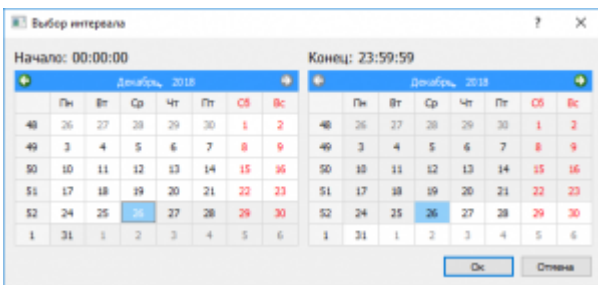 Выбор интервала ? ×
Начало: 00:00:00
Декабрь, 2018
Пн Вт Ср Чт Пт Сб Вс
48 26 27 28 29 30 1 2
49 3 4 5 6 7 8 9
50 10 11 12 13 14 15 16
51 17 18 19 20 21 22 23
52 24 25 26 27 28 29 30
1 31 1 2 3 4 5 6
Конец: 23:59:59
Декабрь, 2018
Пн Вт Ср Чт Пт Сб Вс
48 26 27 28 29 30 1 2
49 3 4 5 6 7 8 9
50 10 11 12 13 14 15 16
51 17 18 19 20 21 22 23
52 24 25 26 27 28 29 30
1 31 1 2 3 4 5 6
Ок Отмена